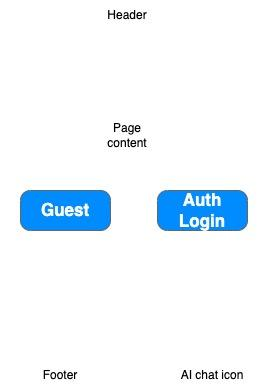 Header
Page
content
Guest
Auth
Login
Footer
AI chat icon